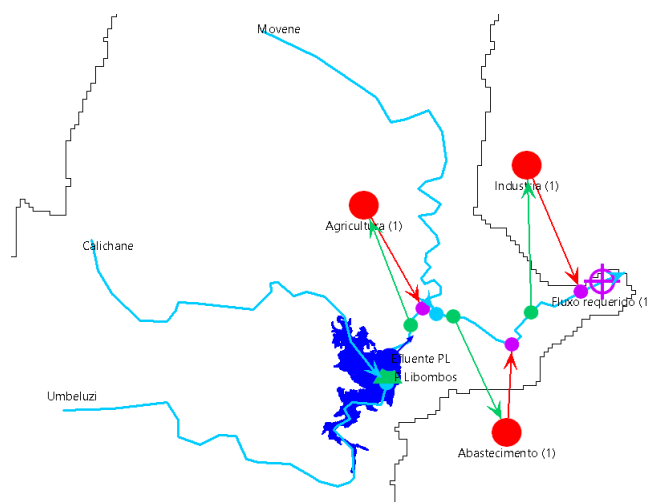 Movene
Industria (1)
Agricultura (1)
Calichane
Fluxo requerido (1
Efluente PL
Libombos
Umbeluzi
Abastecimento (1)